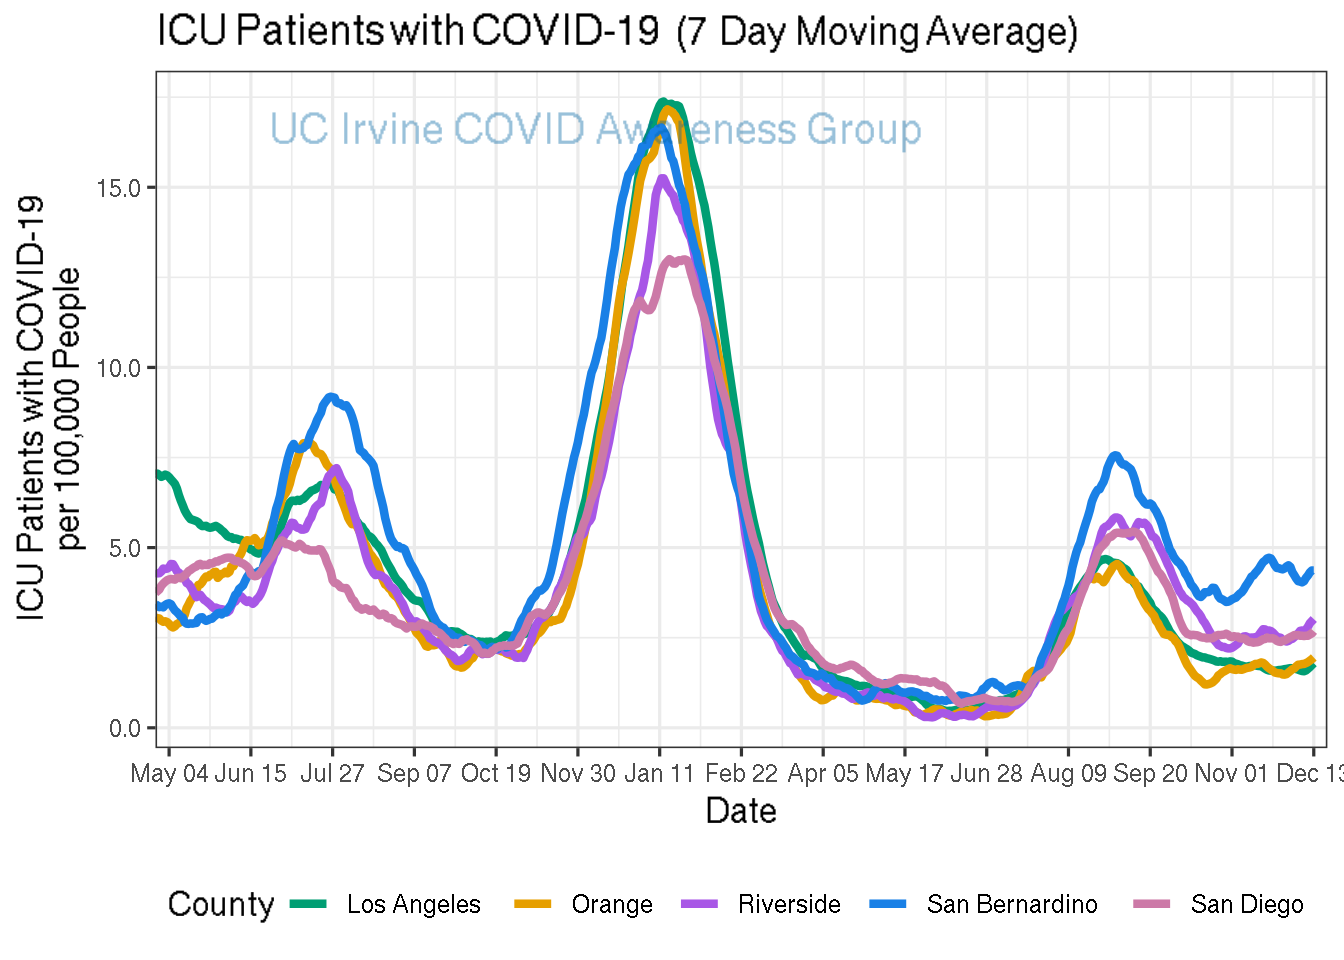 ICU Patients with COVID-19 (7 Day Moving Average)
UC Irvine COVID Awareness Group
ICU Patients with COVID-19
per 100,000 People
15.0
10.0
5.0
0.0
May 04 Jun 15 Jul 27 Sep 07 Oct 19 Nov 30 Jan 11 Feb 22 Apr 05 May 17 Jun 28 Aug 09 Sep 20 Nov 01 Dec 13
Date
County Los Angeles Orange Riverside San Bernardino San Diego